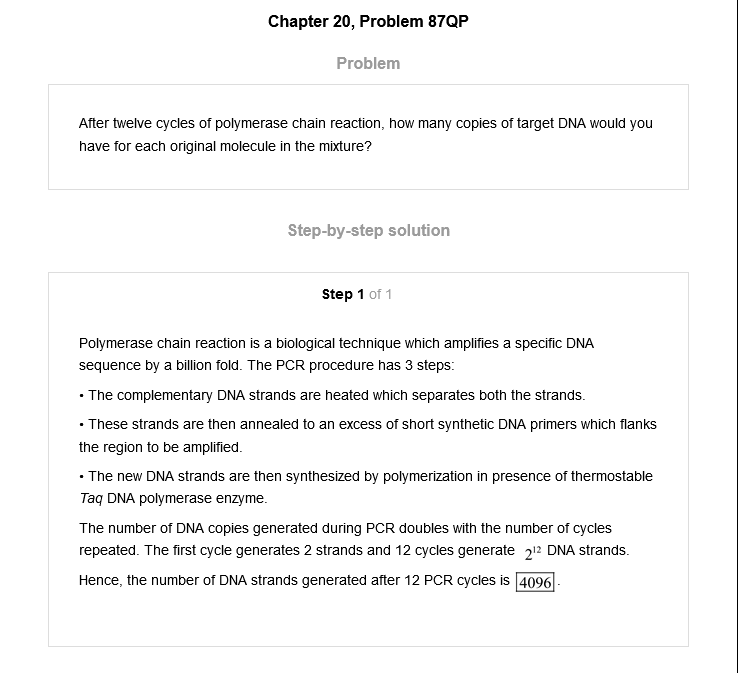 Chapter 20, Problem 87QP
Problem
After twelve cycles of polymerase chain reaction, how many copies of target DNA would you
have for each original molecule in the mixture?
Step-by-step solution
Step 1 of 1
Polymerase chain reaction is a biological technique which amplifies a specific DNA
sequence by a billion fold. The PCR procedure has 3 steps:
• The complementary DNA strands are heated which separates both the strands.
• These strands are then annealed to an excess of short synthetic DNA primers which flanks
the region to be amplified.
• The new DNA strands are then synthesized by polymerization in presence of thermostable
Taq DNA polymerase enzyme.
The number of DNA copies generated during PCR doubles with the number of cycles
repeated. The first cycle generates 2 strands and 12 cycles generate 2¹² DNA strands.
Hence, the number of DNA strands generated after 12 PCR cycles is 4096.